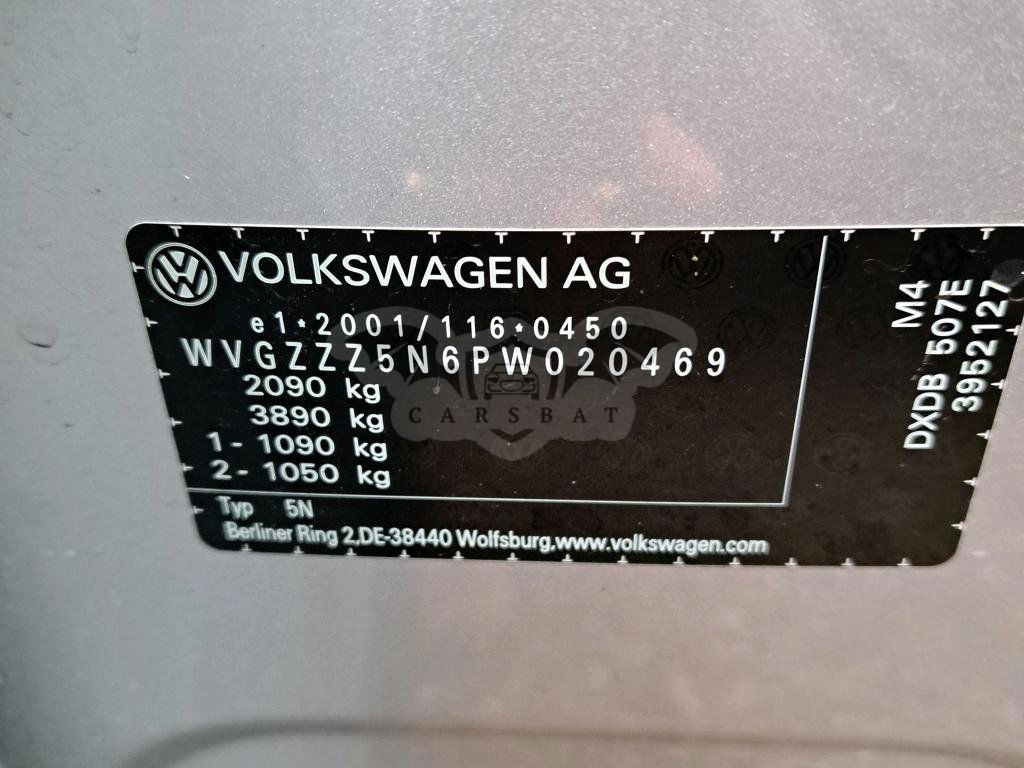 VOLKSWAGEN AG
e1*2001/116*0450
WVGZZZ5N6PW020469
2090 kg
3890 kg
1- 1090 kg
2- 1050 kg
Typ 5N
Berliner Ring 2,DE-38440 Wolfsburg,www.volkswagen.com
M4
DXDB 507E
3952127
CARSBAT